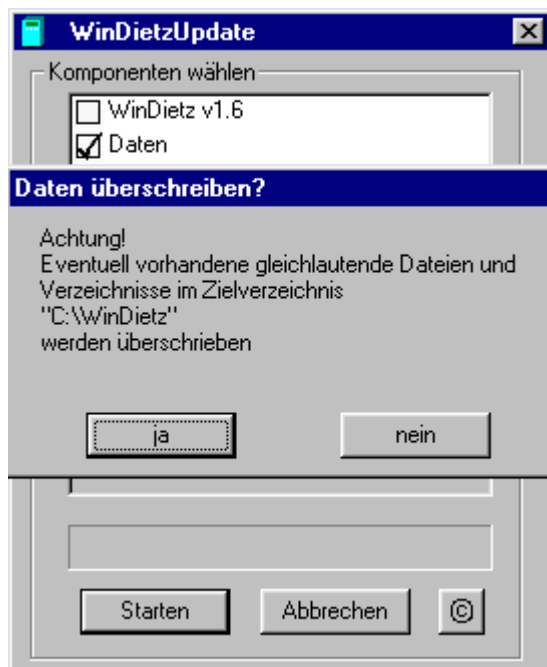 WinDietzUpdate
Komponenten wählen
WinDietz v1.6
Daten
Daten überschreiben?
Achtung!
Eventuell vorhandene gleichlautende Dateien und
Verzeichnisse im Zielverzeichnis
"C:\WinDietz"
werden überschrieben
ja nein
Starten Abbrechen ©